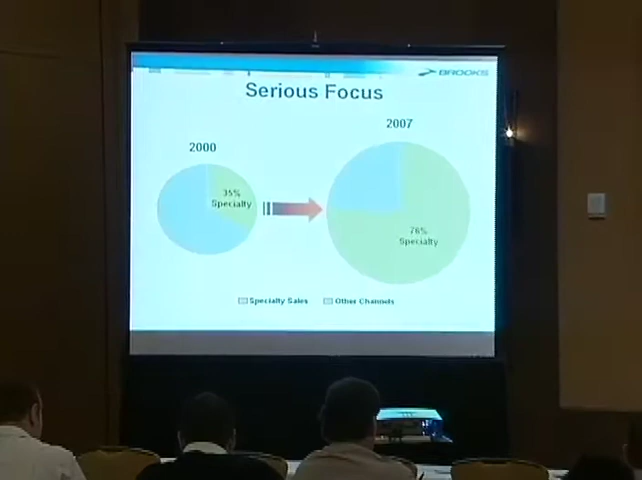 BROOKS
Serious Focus
2000
2007
35%
Specialty
76%
Specialty
Specialty Sales
Other Channels